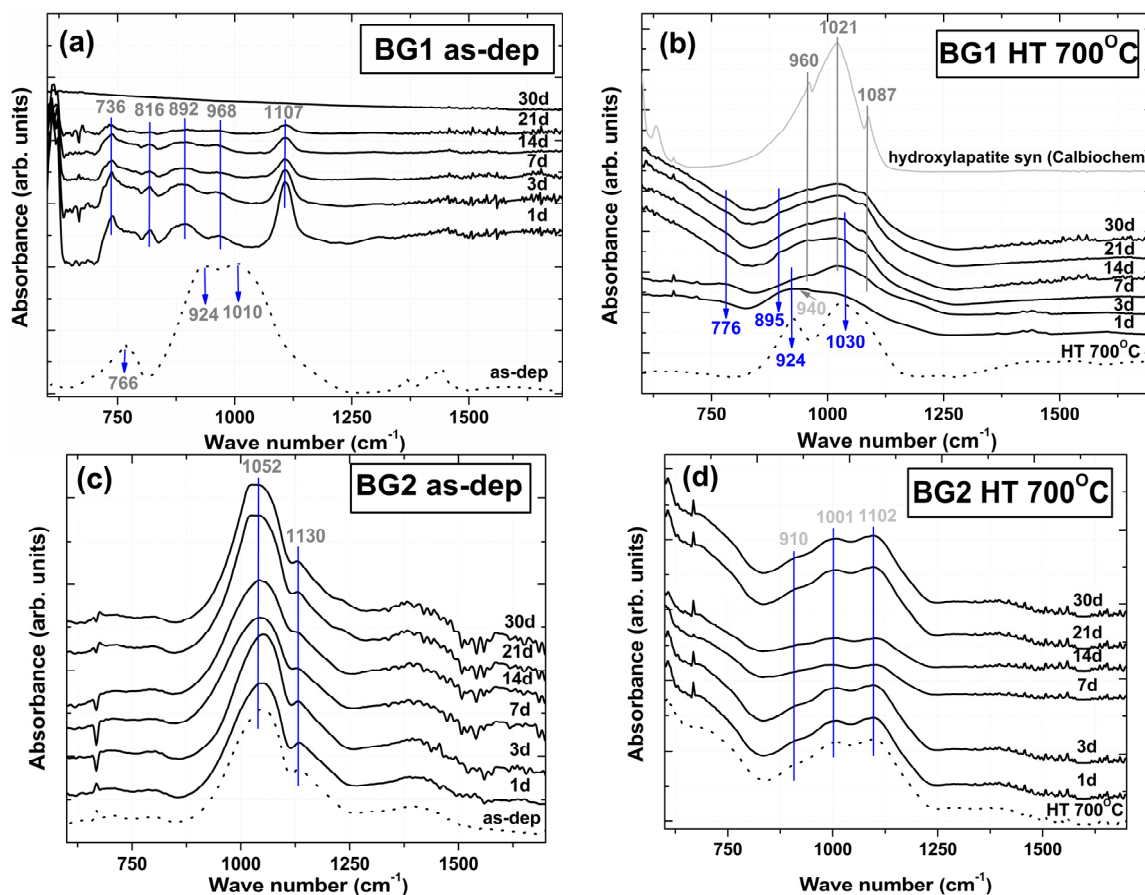 (a)
BG1 as-dep
736 816 892 968 1107
30d
21d
14d
7d
3d
1d
924 1010
766
as-dep
Absorbance (arb. units)
750 1000 1250 1500
Wave number (cm-1)
(b)
BG1 HT 700oC
1021
960
1087
hydroxylapatite syn (Calbiochem)
30d
21d
14d
7d
3d
1d
940
776 895 1030
924
HT 700oC
Absorbance (arb. units)
750 1000 1250 1500
Wave number (cm-1)
(c)
BG2 as-dep
1052
1130
30d
21d
14d
7d
3d
1d
as-dep
Absorbance (arb. units)
750 1000 1250 1500
Wave number (cm-1)
(d)
BG2 HT 700oC
910 1001 1102
30d
21d
14d
7d
3d
1d
HT 700oC
Absorbance (arb. units)
750 1000 1250 1500
Wave number (cm-1)